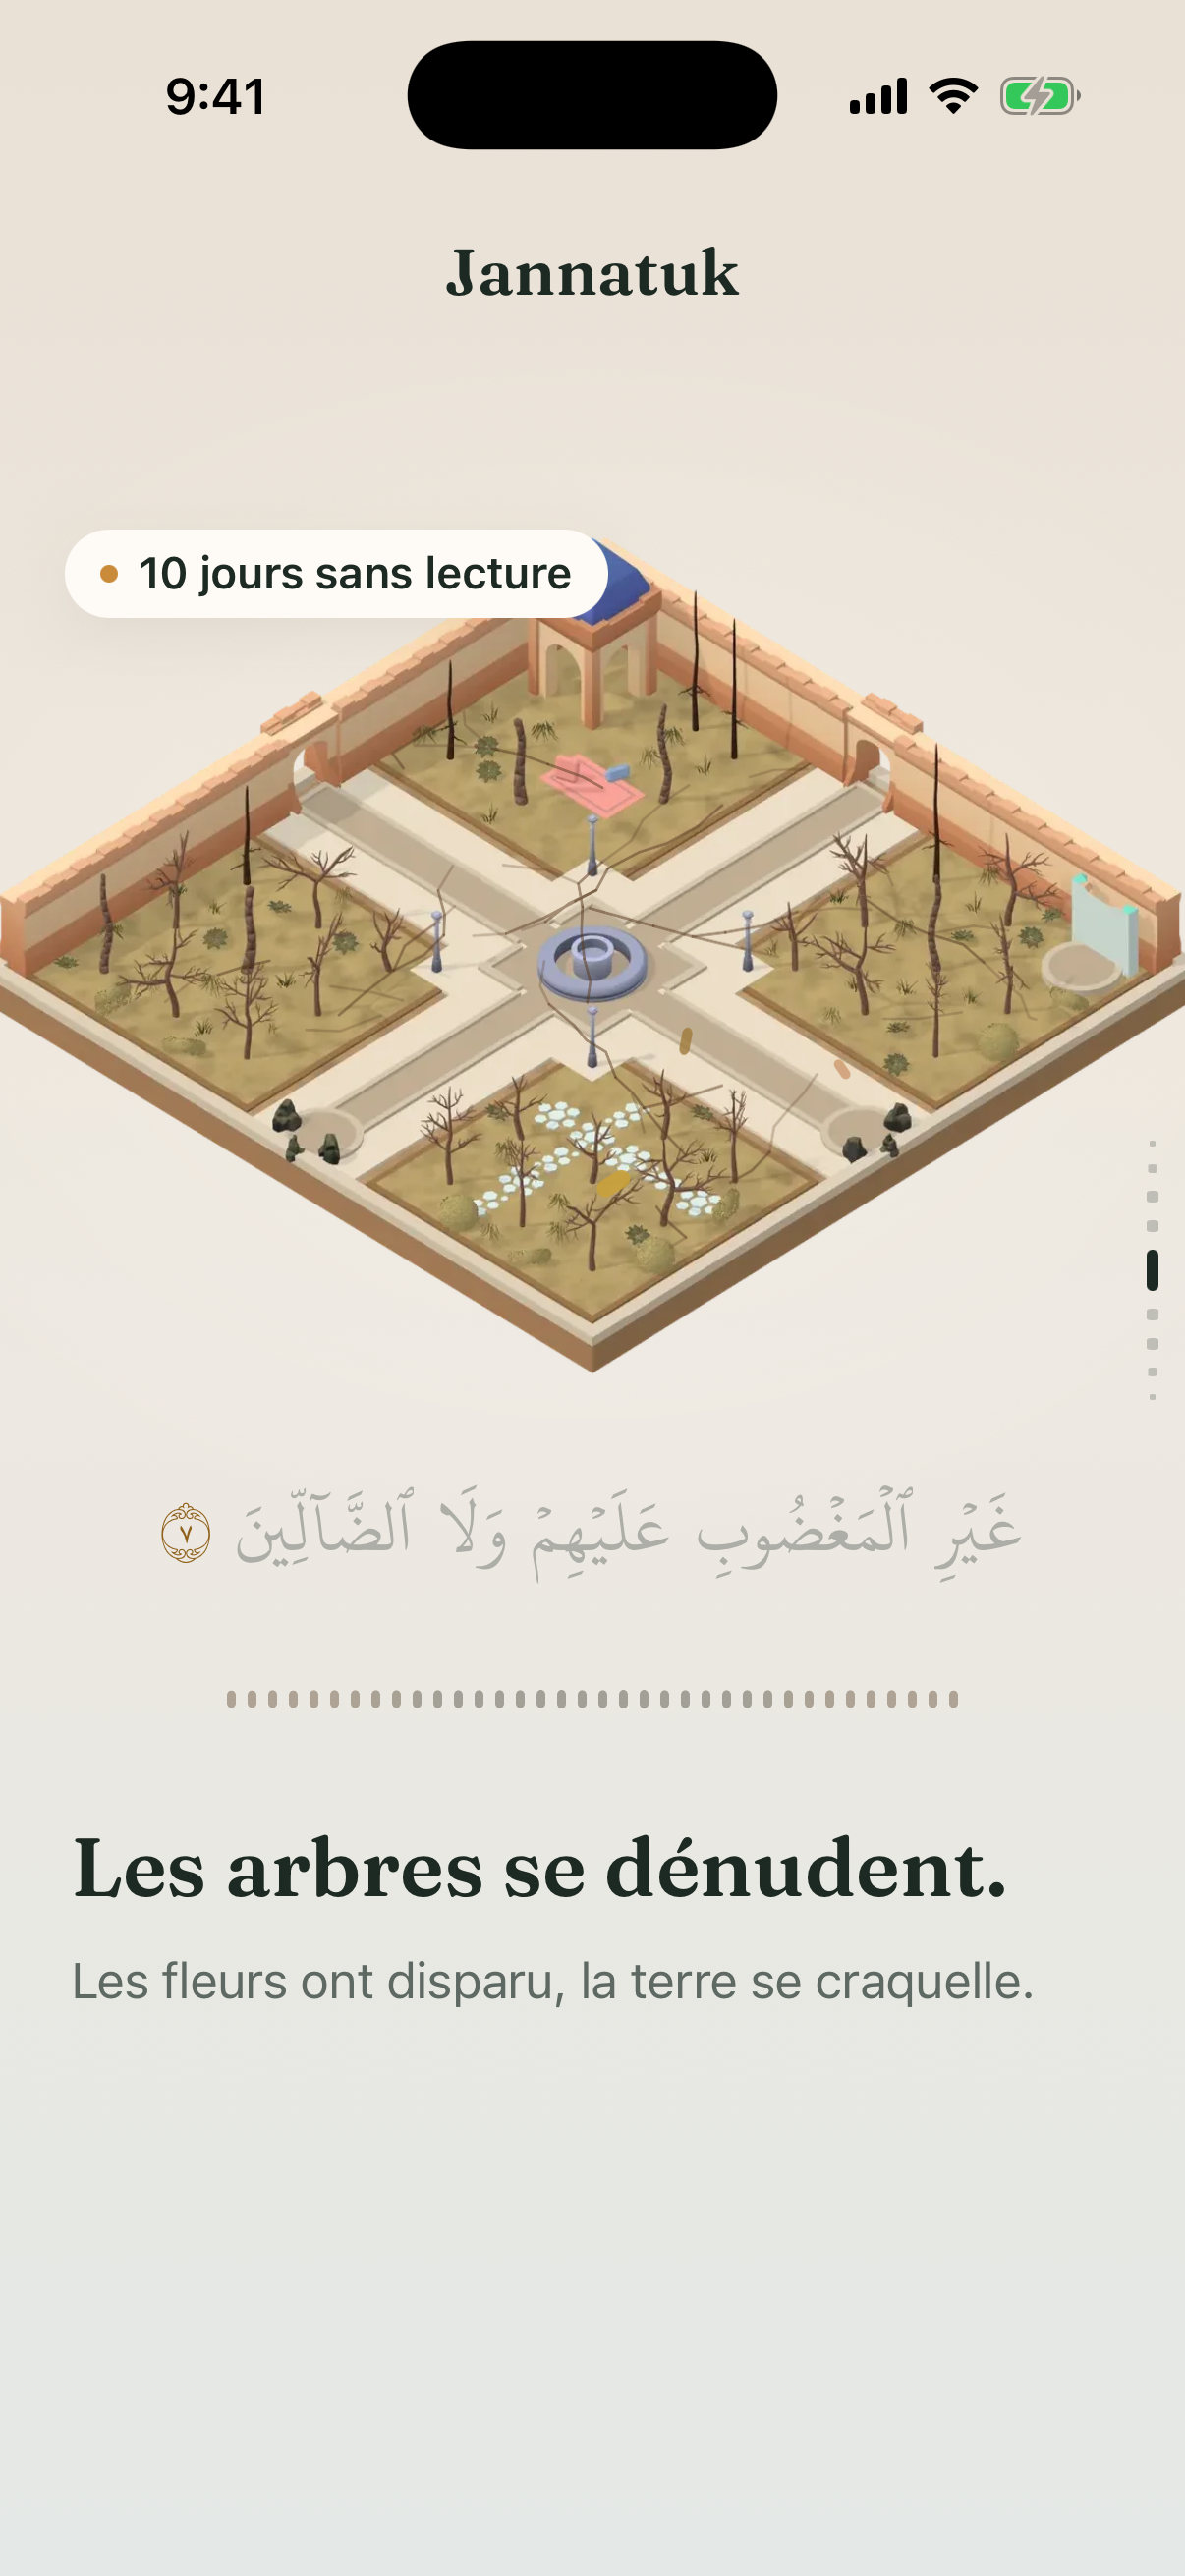 9:41
Jannatuk
10 jours sans lecture
غَيْرِ ٱلْمَغْضُوبِ عَلَيْهِمْ وَلَا ٱلضَّآلِّينَ ٧
Les arbres se dénudent.
Les fleurs ont disparu, la terre se craquelle.